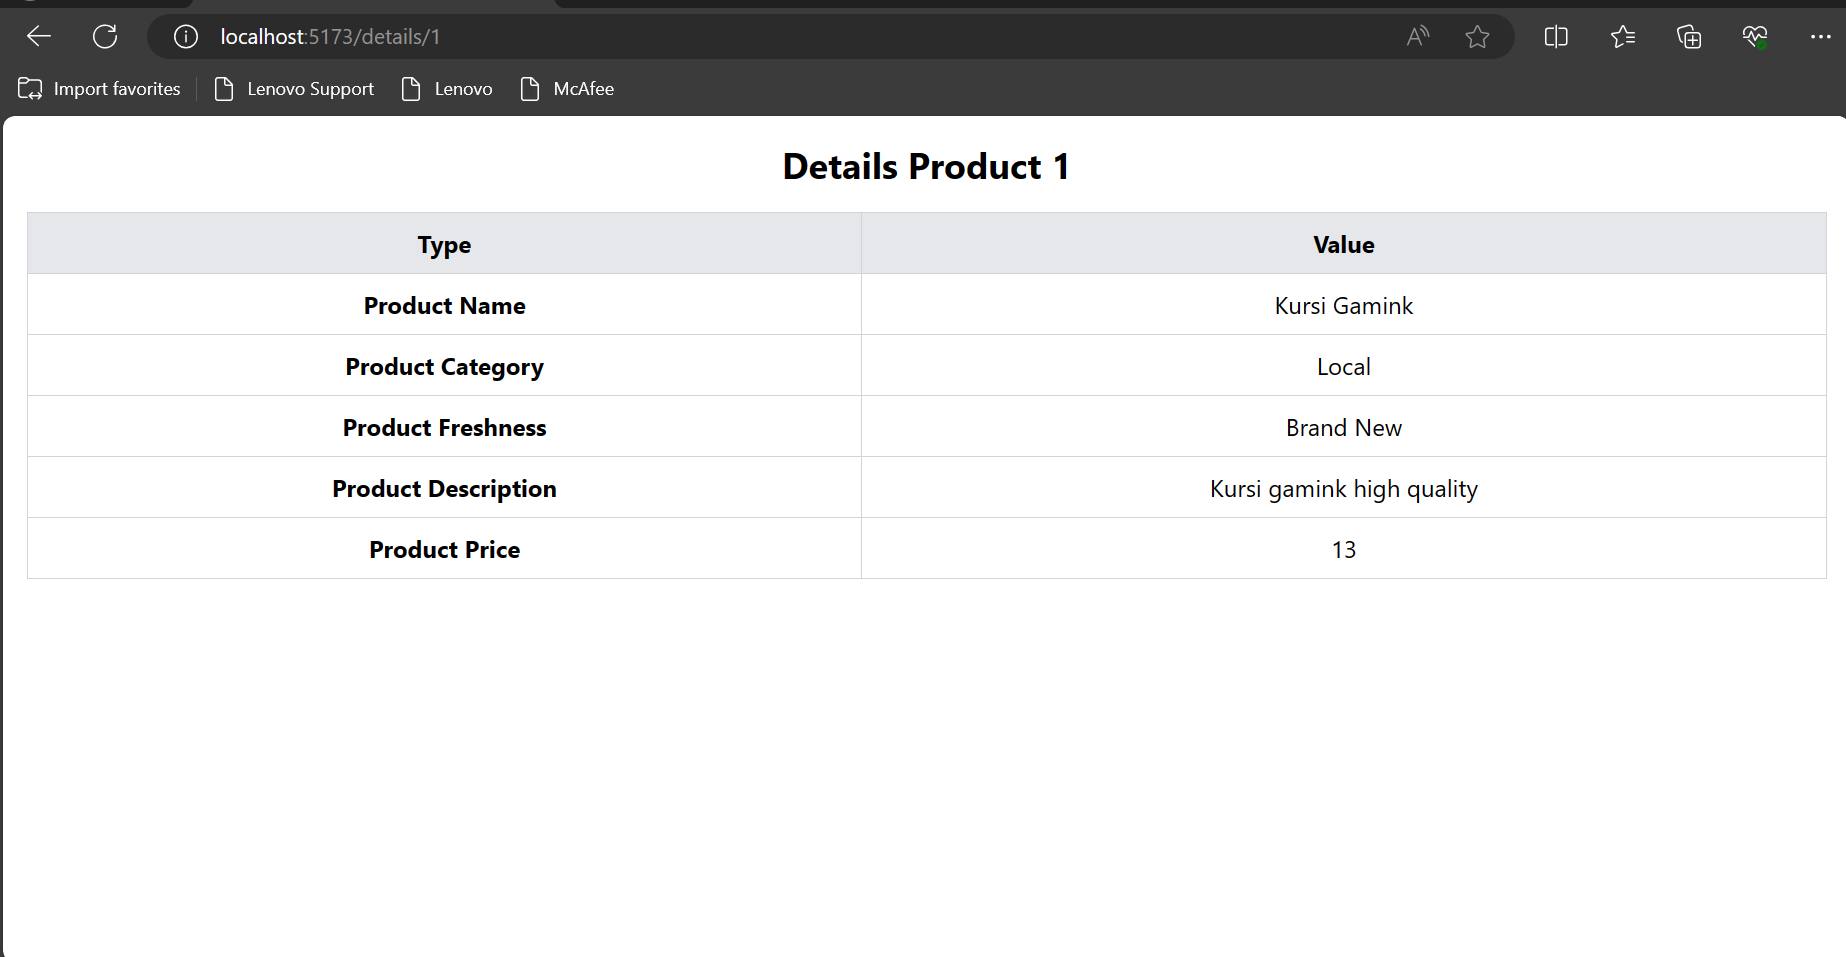 localhost:5173/details/1
Import favorites Lenovo Support Lenovo McAfee
Details Product 1
Type Value
Product Name Kursi Gamink
Product Category Local
Product Freshness Brand New
Product Description Kursi gamink high quality
Product Price 13